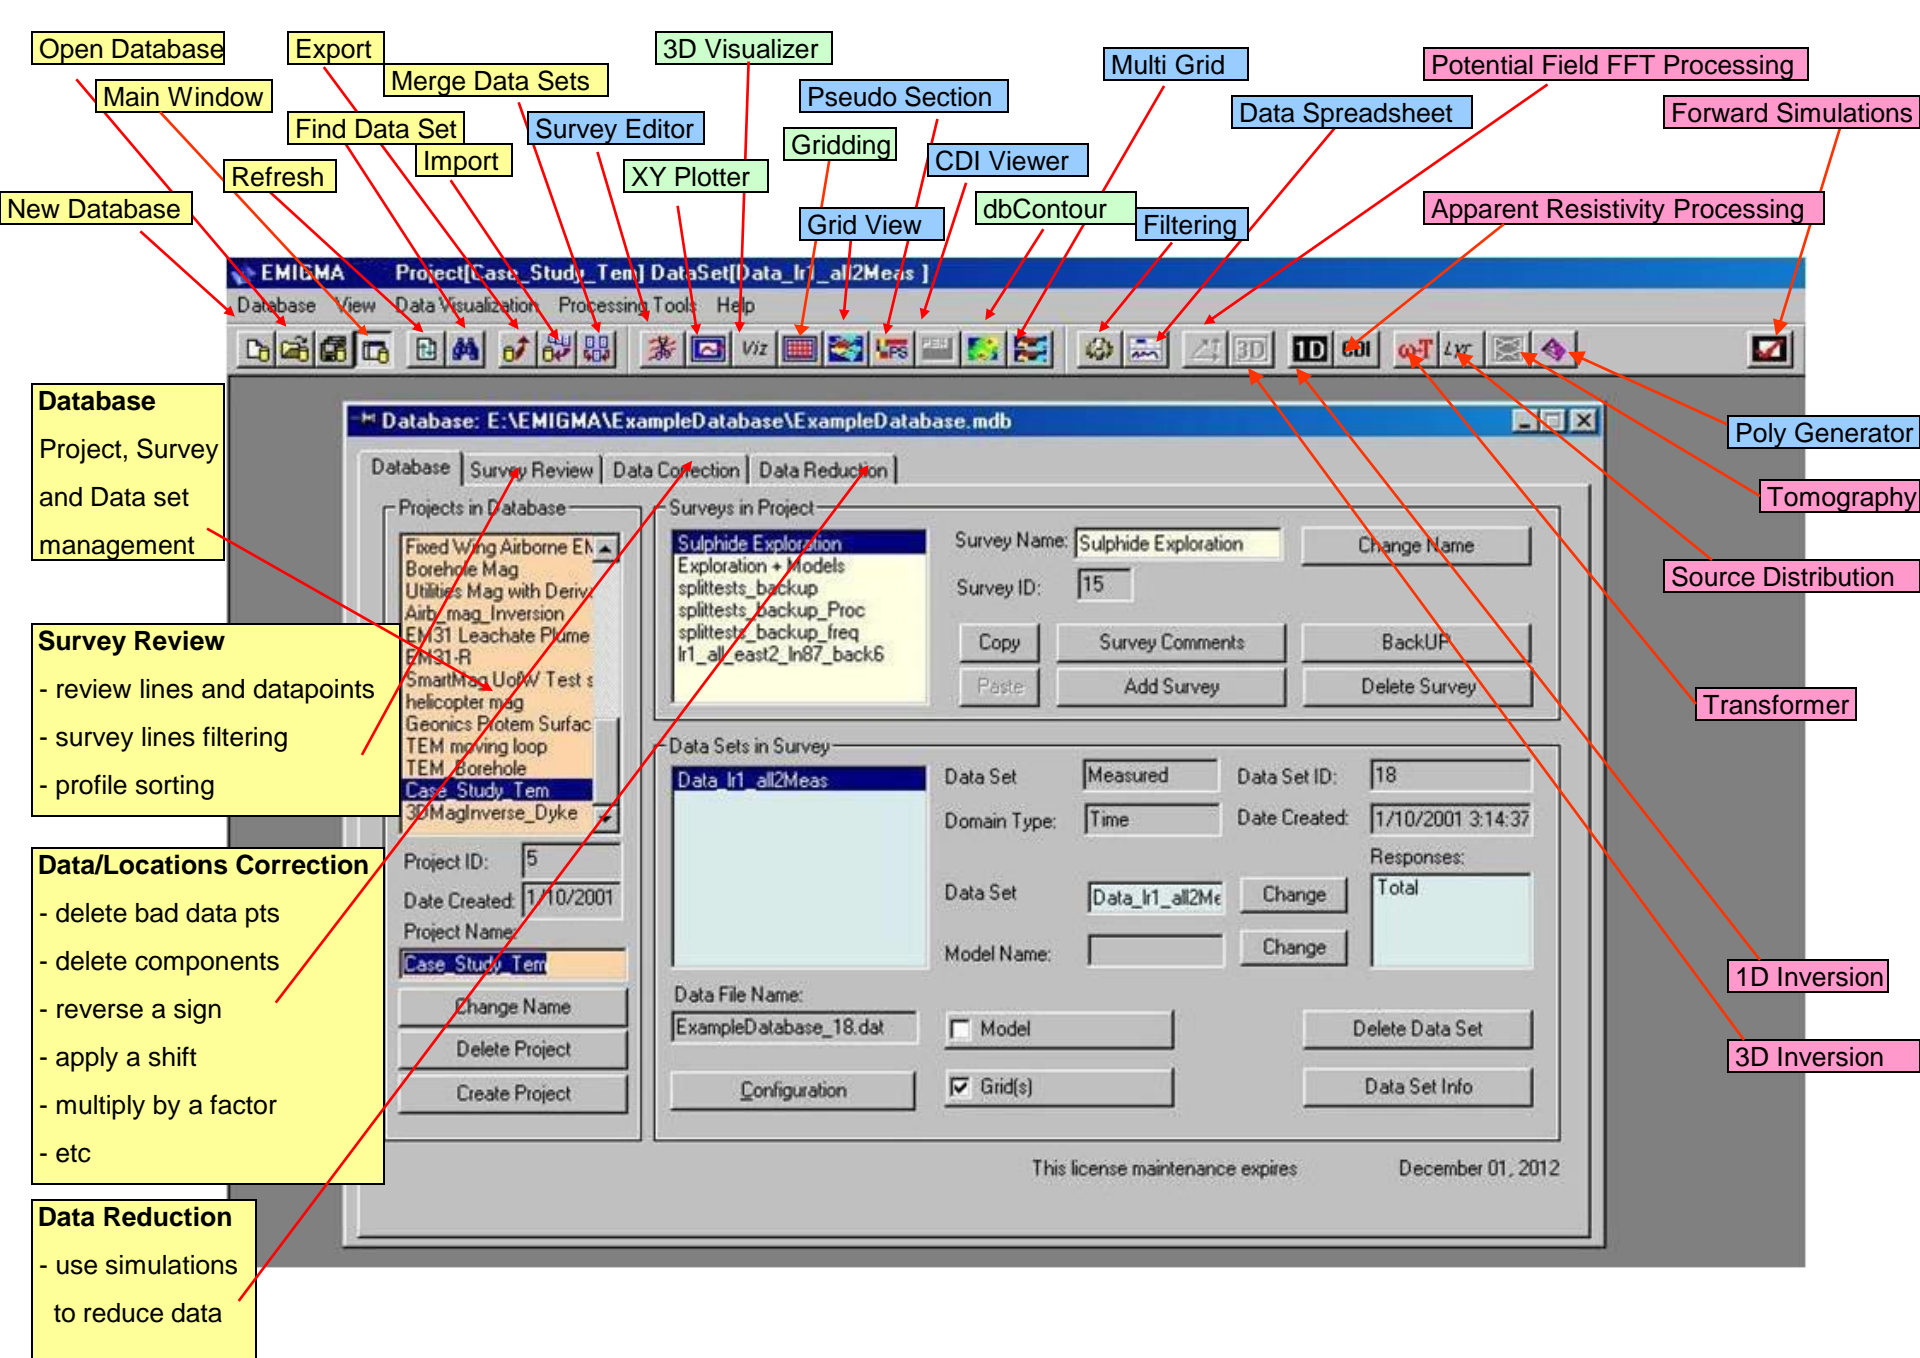 Open Database
Export
3D Visualizer
Multi Grid
Potential Field FFT Processing
Main Window
Merge Data Sets
Pseudo Section
Data Spreadsheet
Forward Simulations
Find Data Set
Survey Editor
Gridding
CDI Viewer
Refresh
Import
XY Plotter
New Database
Grid View
dbContour
Filtering
Apparent Resistivity Processing
EMIGMA Project[Case_Study_Tem] DataSet[Data_lr1_all2Meas ]
Database View Data Visualization Processing Tools Help
Viz
PS
3D
1D
CDI
ω-T
Database
Project, Survey
and Data set
management
Survey Review
- review lines and datapoints
- survey lines filtering
- profile sorting
Data/Locations Correction
- delete bad data pts
- delete components
- reverse a sign
- apply a shift
- multiply by a factor
- etc
Data Reduction
- use simulations
to reduce data
Database: E:\EMIGMA\ExampleDatabase\ExampleDatabase.mdb
Database Survey Review Data Correction Data Reduction
Projects in Database
Fixed Wing Airborne EM
Borehole Mag
Utilities Mag with Deriv
Airb_mag_Inversion
EM31 Leachate Plume
EM31-R
SmartMag UofW Test s
helicopter mag
Geonics Protem Surfac
TEM moving loop
TEM_Borehole
Case_Study_Tem
3DMagInverse_Dyke
Project ID: 5
Date Created: 1/10/2001
Project Name:
Case_Study_Tem
Change Name
Delete Project
Create Project
Surveys in Project
Sulphide Exploration
Exploration + Models
splittests_backup
splittests_backup_Proc
splittests_backup_freq
lr1_all_east2_ln87_back6
Survey Name: Sulphide Exploration
Change Name
Survey ID: 15
Copy
Survey Comments
BackUP
Paste
Add Survey
Delete Survey
Data Sets in Survey
Data_lr1_all2Meas
Data Set Measured
Data Set ID: 18
Domain Type: Time
Date Created: 1/10/2001 3:14:37
Responses:
Total
Data Set Data_lr1_all2Me
Change
Model Name:
Change
Data File Name:
ExampleDatabase_18.dat
Model
Delete Data Set
Configuration
Grid(s)
Data Set Info
This license maintenance expires December 01, 2012
Poly Generator
Tomography
Source Distribution
Transformer
1D Inversion
3D Inversion